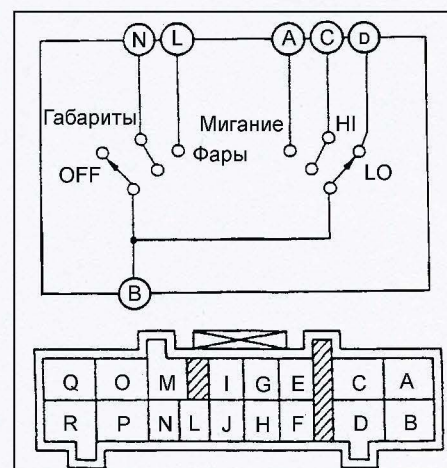 N L A C D
Габариты Мигание HI
Фары
OFF LO
B
Q O M I G E C A
R P N L J H F D B